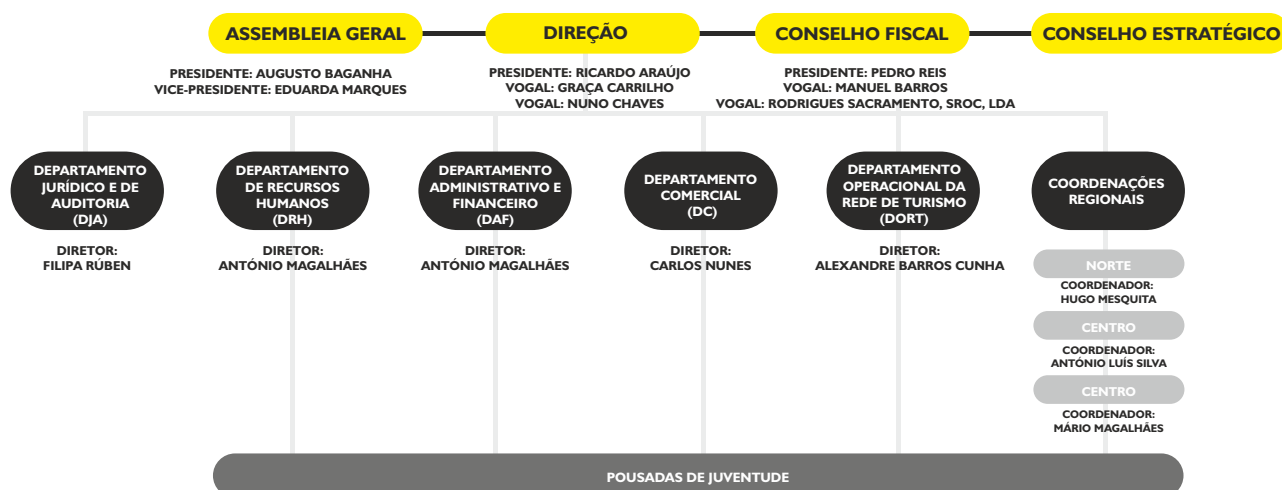 ASSEMBLEIA GERAL
DIREÇÃO
CONSELHO FISCAL
CONSELHO ESTRATÉGICO
PRESIDENTE: AUGUSTO BAGANHA
VICE-PRESIDENTE: EDUARDA MARQUES
PRESIDENTE: RICARDO ARAÚJO
VOGAL: GRAÇA CARRILHO
VOGAL: NUNO CHAVES
PRESIDENTE: PEDRO REIS
VOGAL: MANUEL BARROS
VOGAL: RODRIGUES SACRAMENTO, SROC, LDA
DEPARTAMENTO
JURÍDICO E DE
AUDITORIA
(DJA)
DIRETOR:
FILIPA RÚBEN
DEPARTAMENTO
DE RECURSOS
HUMANOS
(DRH)
DIRETOR:
ANTÓNIO MAGALHÃES
DEPARTAMENTO
ADMINISTRATIVO E
FINANCEIRO
(DAF)
DIRETOR:
ANTÓNIO MAGALHÃES
DEPARTAMENTO
COMERCIAL
(DC)
DIRETOR:
CARLOS NUNES
DEPARTAMENTO
OPERACIONAL DA
REDE DE TURISMO
(DORT)
DIRETOR:
ALEXANDRE BARROS CUNHA
COORDENAÇÕES
REGIONAIS
NORTE
COORDENADOR:
HUGO MESQUITA
CENTRO
COORDENADOR:
ANTÓNIO LUÍS SILVA
CENTRO
COORDENADOR:
MÁRIO MAGALHÃES
POUSADAS DE JUVENTUDE